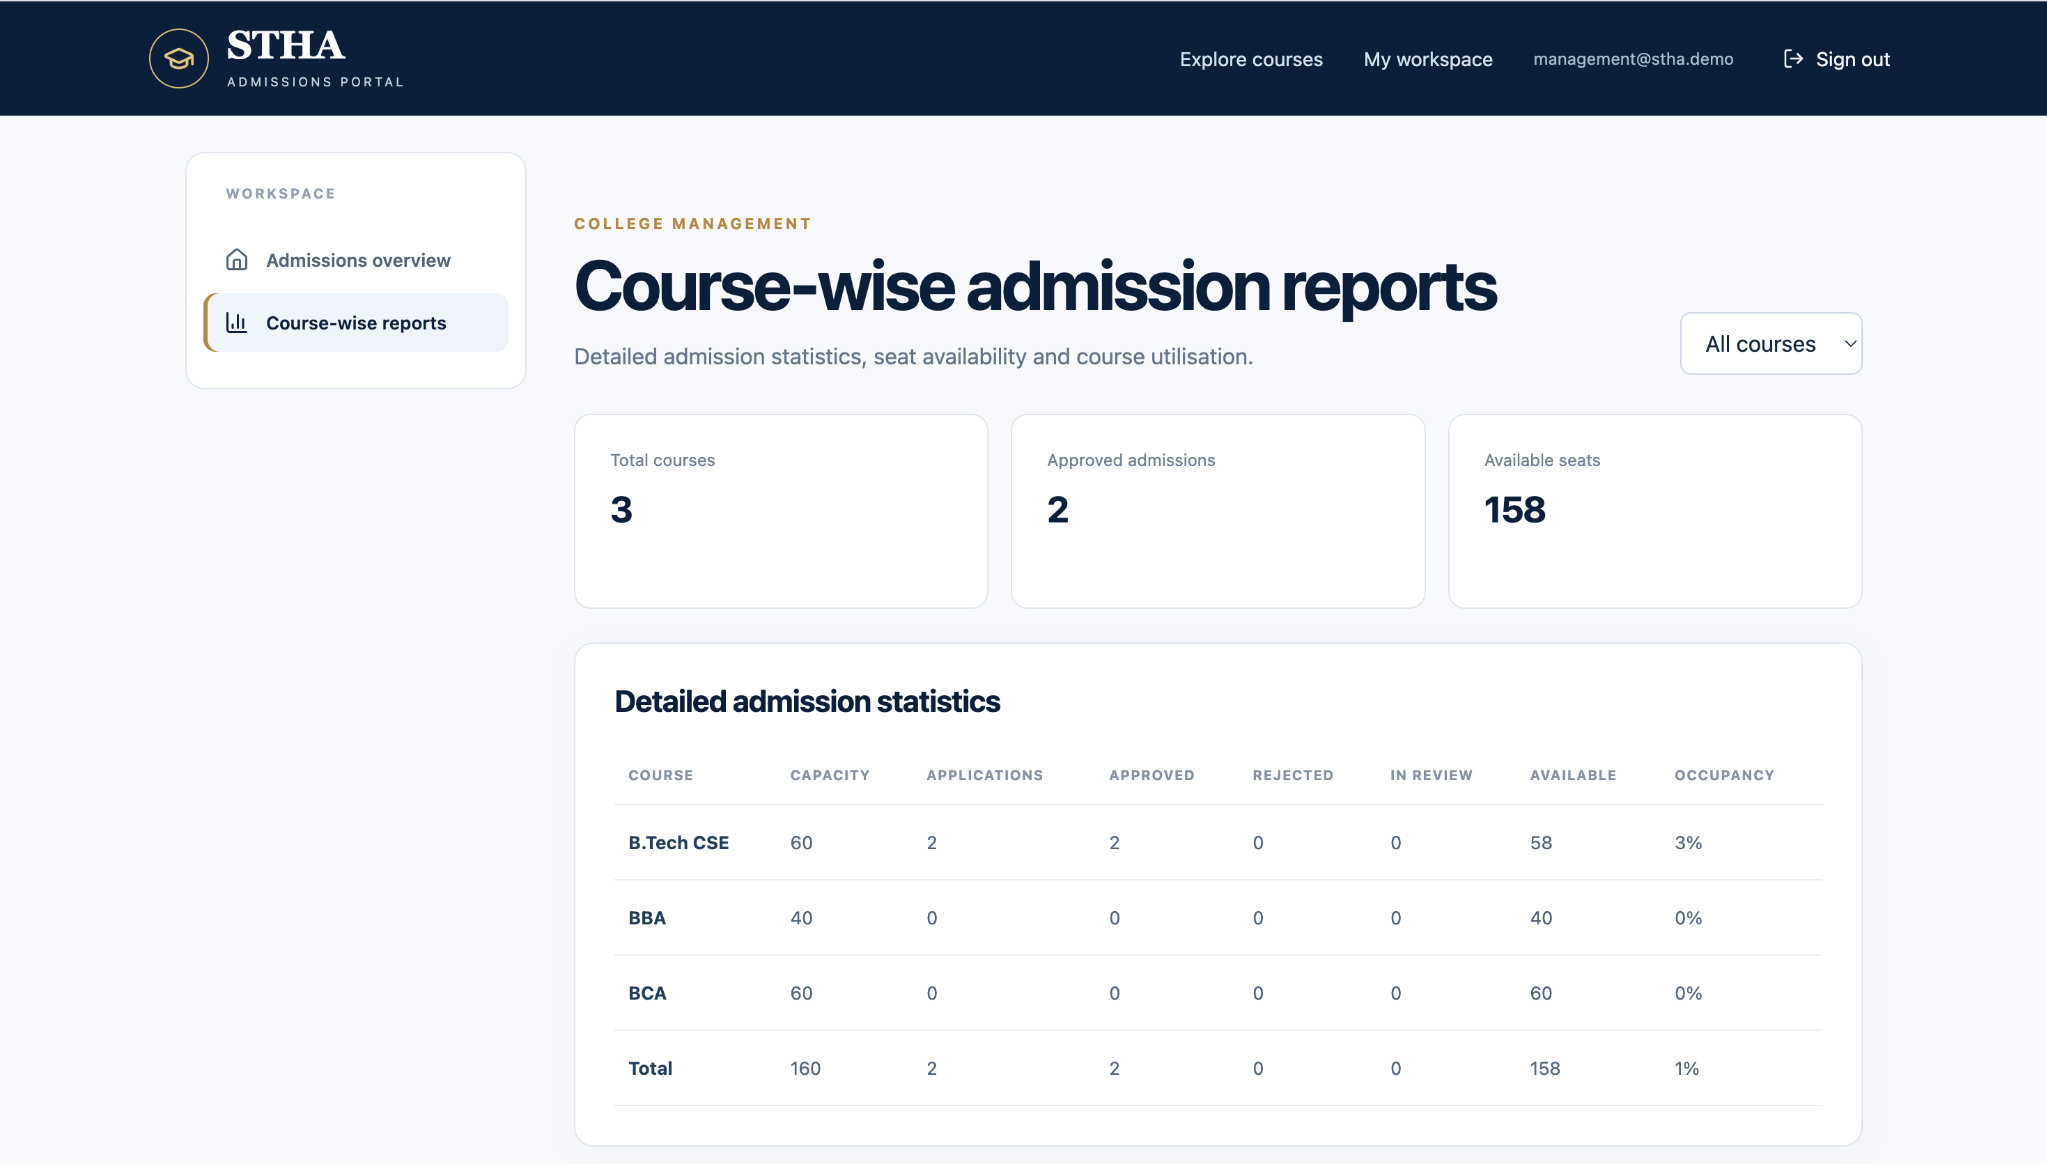 STHA
ADMISSIONS PORTAL
Explore courses
My workspace
management@stha.demo
Sign out
WORKSPACE
Admissions overview
Course-wise reports
COLLEGE MANAGEMENT
Course-wise admission reports
Detailed admission statistics, seat availability and course utilisation.
All courses
Total courses
3
Approved admissions
2
Available seats
158
Detailed admission statistics
COURSE CAPACITY APPLICATIONS APPROVED REJECTED IN REVIEW AVAILABLE OCCUPANCY
B.Tech CSE 60 2 2 0 0 58 3%
BBA 40 0 0 0 0 40 0%
BCA 60 0 0 0 0 60 0%
Total 160 2 2 0 0 158 1%